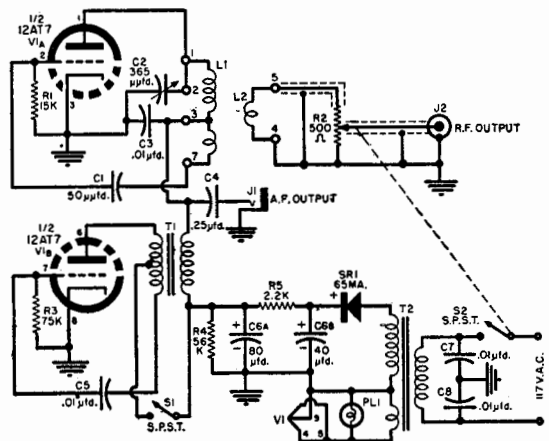 1/2
12AT7
V1A
1
2
3
R1
15K
C2
365
µµfd.
1
2
3
7
L1
C3
.01µfd.
C1
50µµfd.
L2
5
4
R2
500
Ω
J2
R.F. OUTPUT
C4
.25µfd.
J1
A.F. OUTPUT
1/2
12AT7
V1B
6
7
8
R3
75K
T1
C5
.01µfd.
S1
S.P.S.T.
R4
56
K
C6A
80
µfd.
R5
2.2K
C6B
40
µfd.
SR1
65MA.
T2
V1
9
4
5
PL1
S2
S.P.S.T.
C7
.01µfd.
C8
.01µfd.
117 V.A.C.